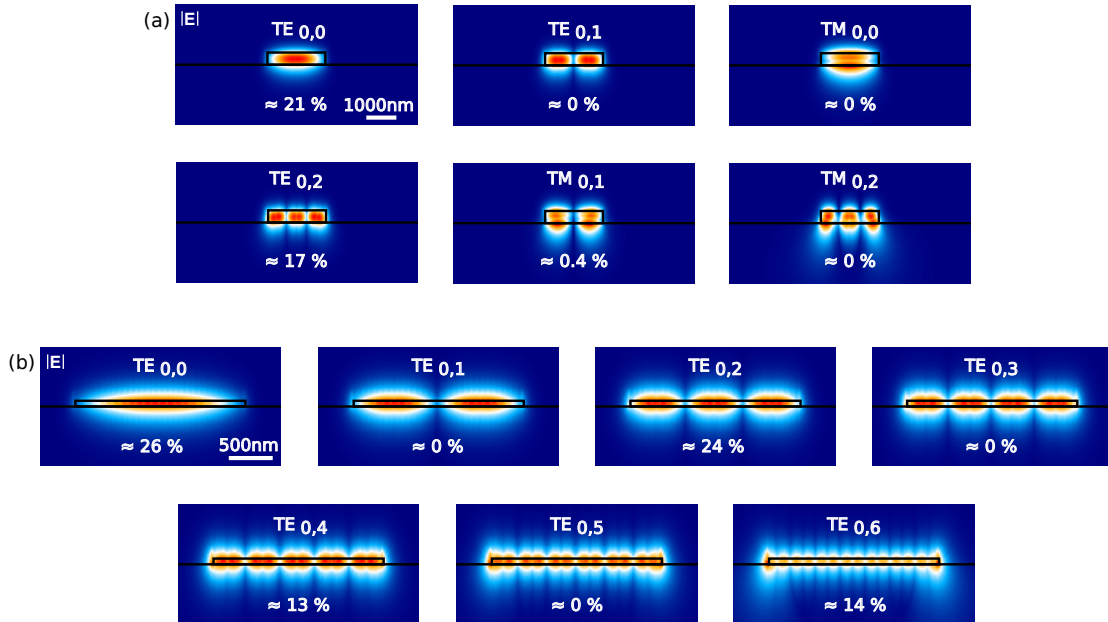 (a) |E| TE 0,0 TE 0,1 TM 0,0
≈ 21 % 1000nm ≈ 0 % ≈ 0 %
TE 0,2 TM 0,1 TM 0,2
≈ 17 % ≈ 0.4 % ≈ 0 %
(b) |E| TE 0,0 TE 0,1 TE 0,2 TE 0,3
≈ 26 % 500nm ≈ 0 % ≈ 24 % ≈ 0 %
TE 0,4 TE 0,5 TE 0,6
≈ 13 % ≈ 0 % ≈ 14 %